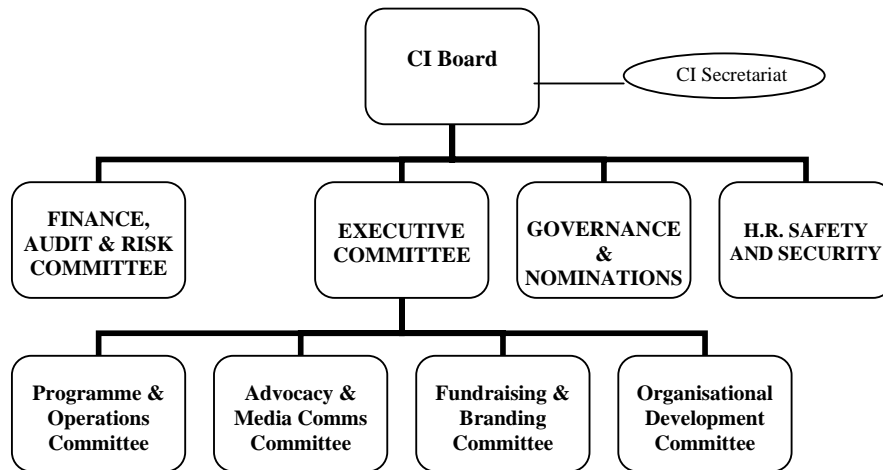 CI Board
CI Secretariat
FINANCE,
AUDIT & RISK
COMMITTEE
EXECUTIVE
COMMITTEE
GOVERNANCE
&
NOMINATIONS
H.R. SAFETY
AND SECURITY
Programme &
Operations
Committee
Advocacy &
Media Comms
Committee
Fundraising &
Branding
Committee
Organisational
Development
Committee